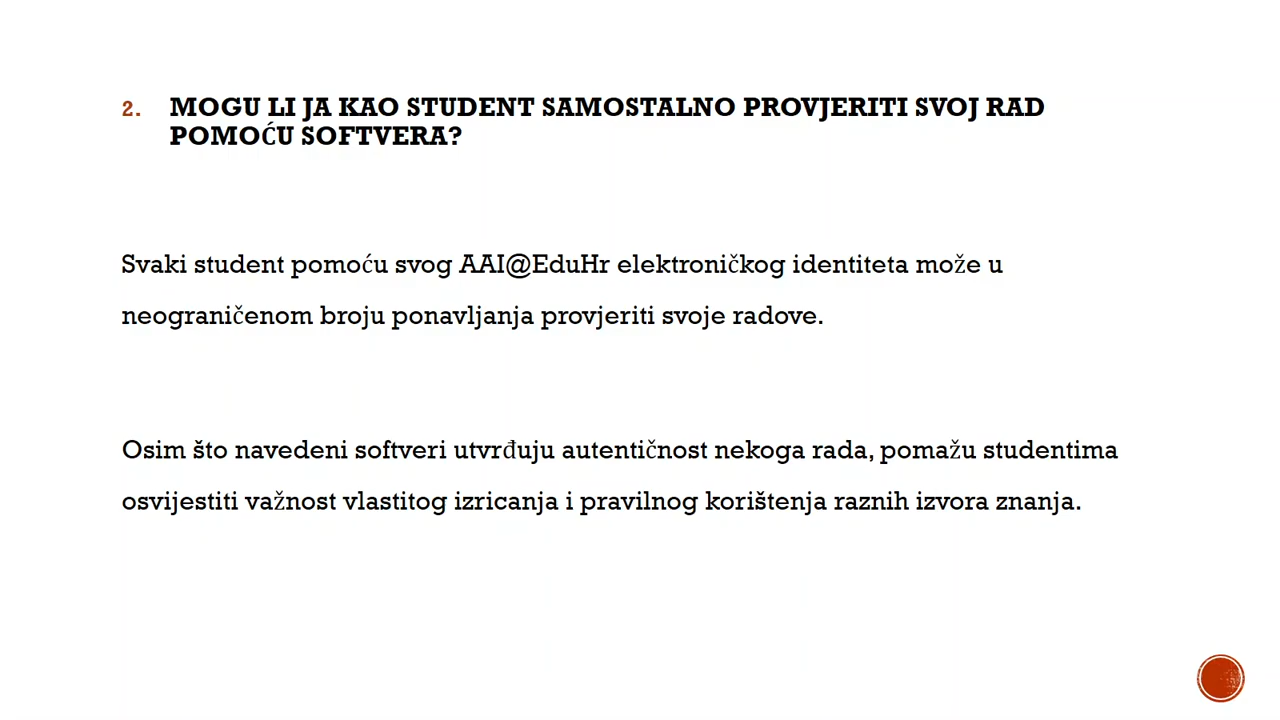 2. MOGU LI JA KAO STUDENT SAMOSTALNO PROVJERITI SVOJ RAD
POMOĆU SOFTVERA?
Svaki student pomoću svog AAI@EduHr elektroničkog identiteta može u
neograničenom broju ponavljanja provjeriti svoje radove.
Osim što navedeni softveri utvrđuju autentičnost nekoga rada, pomažu studentima
osvijestiti važnost vlastitog izricanja i pravilnog korištenja raznih izvora znanja.